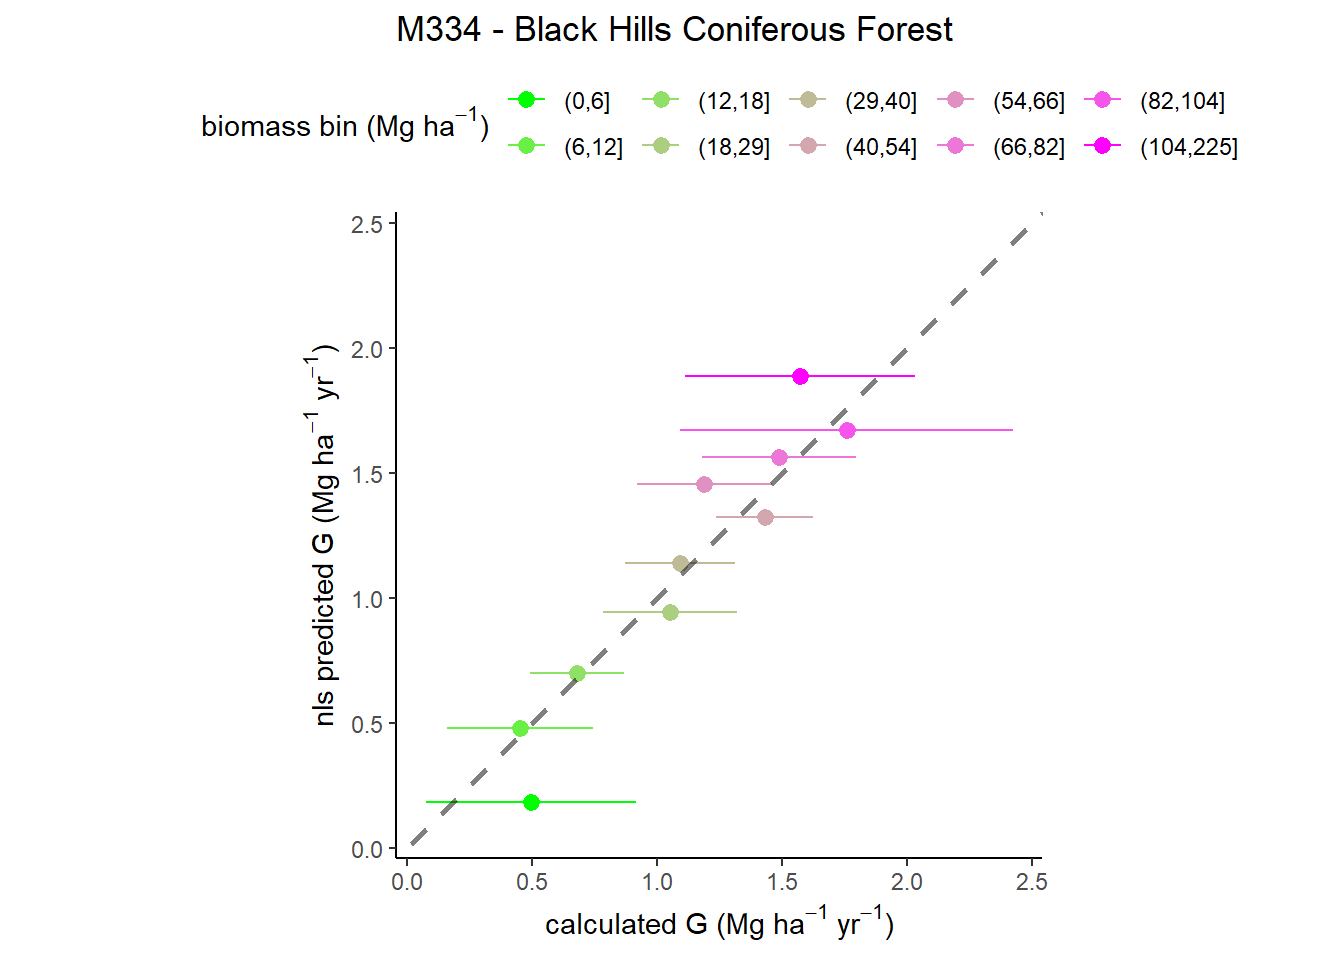 M334 - Black Hills Coniferous Forest
biomass bin (Mg ha⁻¹)
(0,6] (12,18] (29,40] (54,66] (82,104]
(6,12] (18,29] (40,54] (66,82] (104,225]
nls predicted G (Mg ha⁻¹ yr⁻¹)
2.5
2.0
1.5
1.0
0.5
0.0
0.0 0.5 1.0 1.5 2.0 2.5
calculated G (Mg ha⁻¹ yr⁻¹)